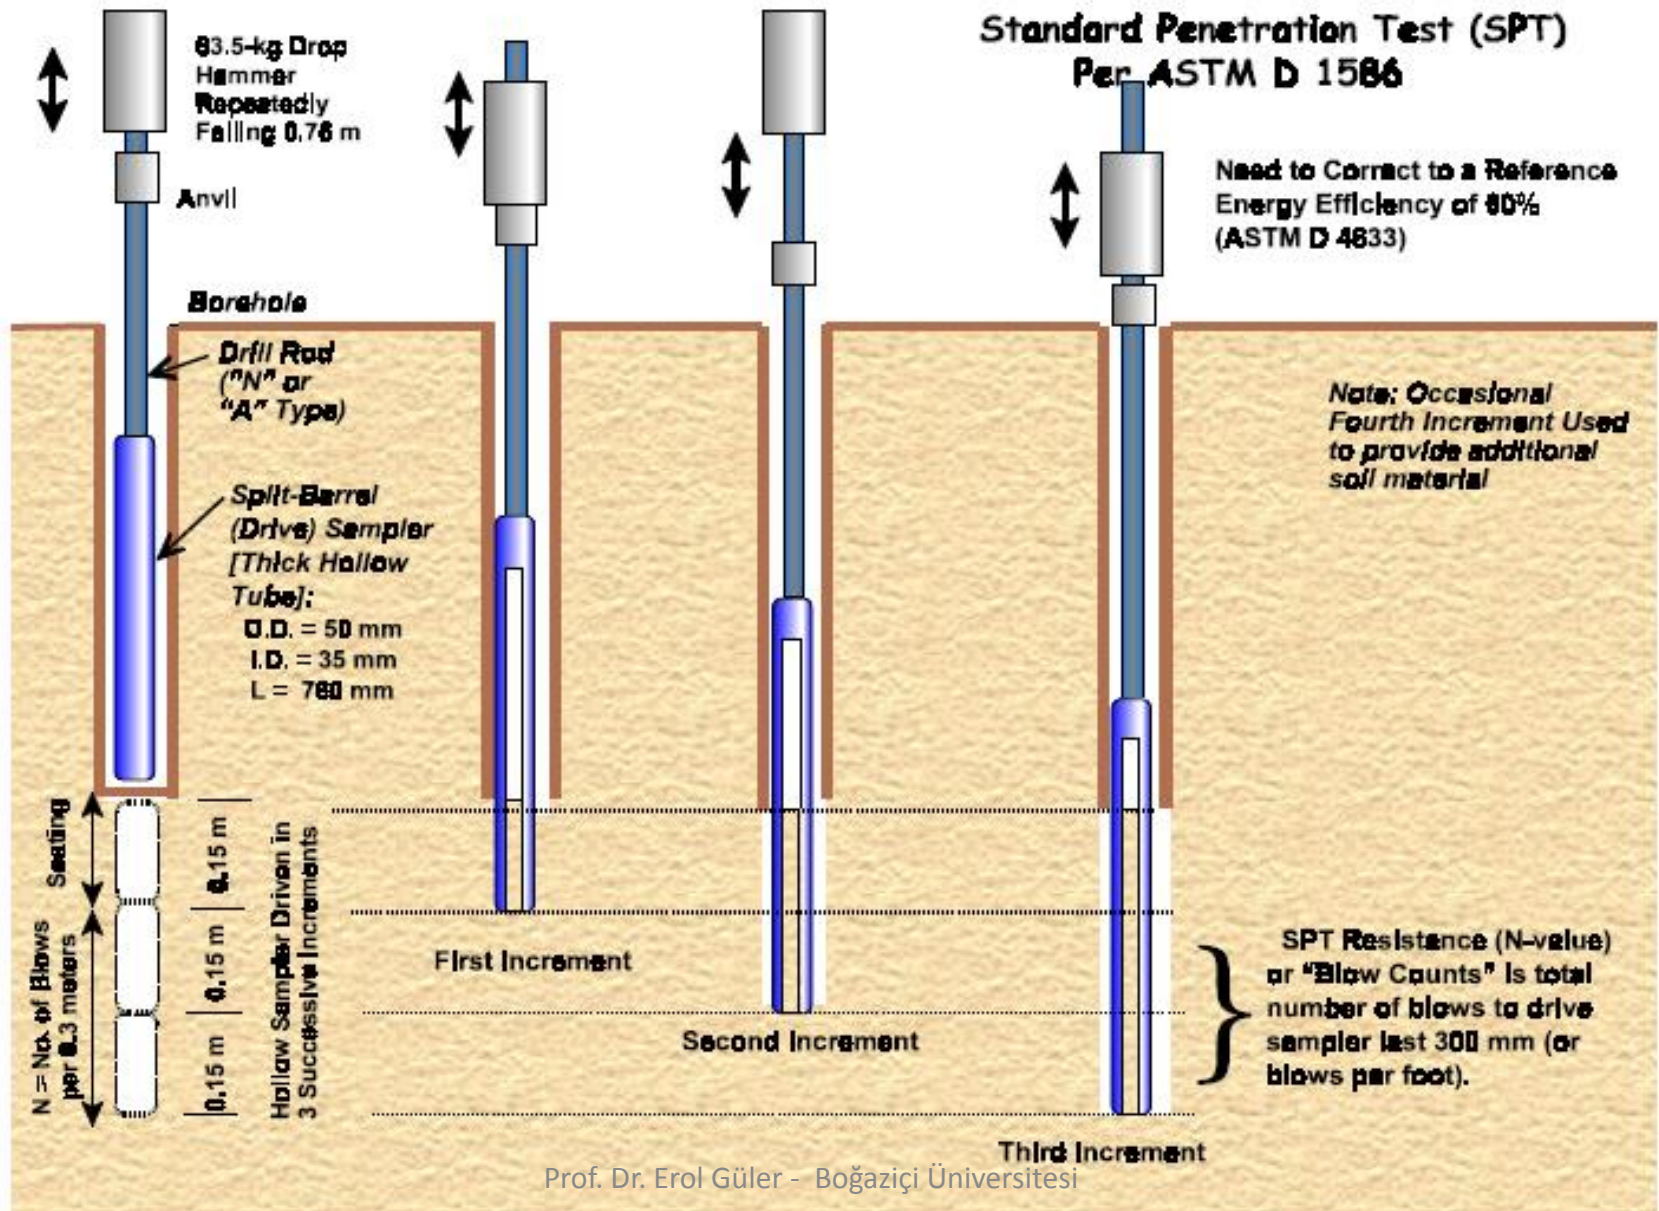 Standard Penetration Test (SPT)
Per ASTM D 1586
63.5-kg Drop
Hammer
Repeatedly
Falling 0.76 m
Anvil
Need to Correct to a Reference
Energy Efficiency of 60%
(ASTM D 4633)
Borehole
Drill Rod
("N" or
"A" Type)
Split-Barrel
(Drive) Sampler
[Thick Hollow
Tube]:
O.D. = 50 mm
I.D. = 35 mm
L = 760 mm
Note: Occasional
Fourth Increment Used
to provide additional
soil material
Seating
0.15 m
0.15 m
0.15 m
N = No. of Blows
per 0.3 meters
Hollow Sampler Driven in
3 Successive Increments
First Increment
Second Increment
Third Increment
SPT Resistance (N-value)
or "Blow Counts" is total
number of blows to drive
sampler last 300 mm (or
blows per foot).
Prof. Dr. Erol Güler - Boğaziçi Üniversitesi